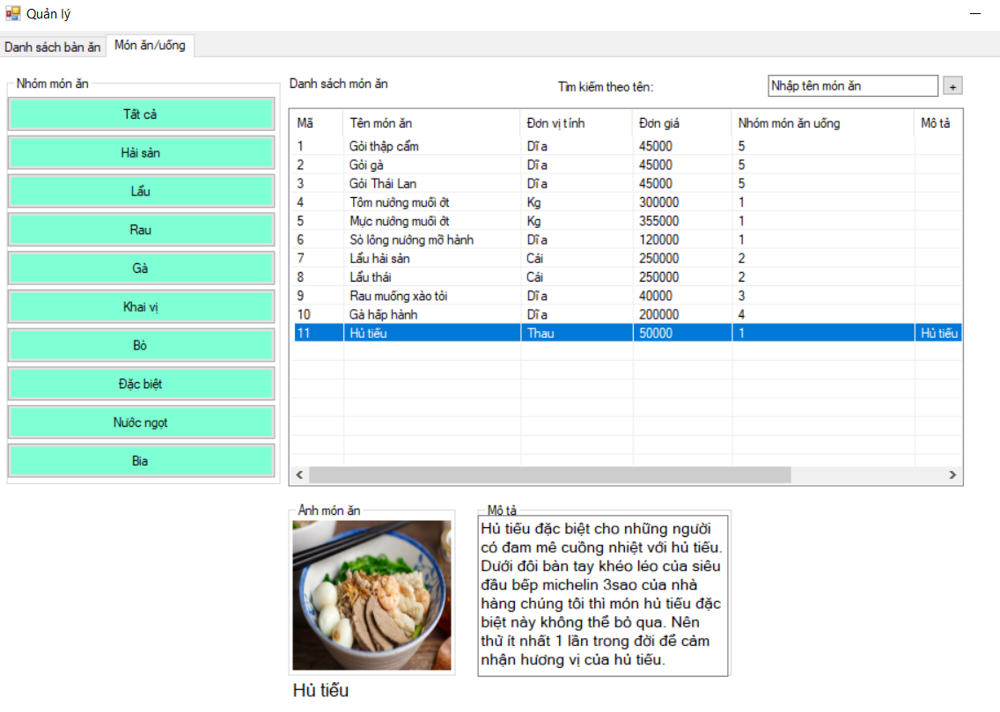 Quản lý
Danh sách bàn ăn Món ăn/uống
Nhóm món ăn
Tất cả
Hải sản
Lẩu
Rau
Gà
Khai vị
Bò
Đặc biệt
Nước ngọt
Bia
Danh sách món ăn Tìm kiếm theo tên: Nhập tên món ăn +
Mã Tên món ăn Đơn vị tính Đơn giá Nhóm món ăn uống Mô tả
1 Gỏi thập cẩm Dĩa 45000 5
2 Gỏi gà Dĩa 45000 5
3 Gỏi Thái Lan Dĩa 45000 5
4 Tôm nướng muối ớt Kg 300000 1
5 Mực nướng muối ớt Kg 355000 1
6 Sò lông nướng mỡ hành Dĩa 120000 1
7 Lẩu hải sản Cái 250000 2
8 Lẩu thái Cái 250000 2
9 Rau muống xào tỏi Dĩa 40000 3
10 Gà hấp hành Dĩa 200000 4
11 Hủ tiếu Thau 50000 1 Hủ tiếu
Ảnh món ăn
Hủ tiếu
Mô tả
Hủ tiếu đặc biệt cho những người
có đam mê cuồng nhiệt với hủ tiếu.
Dưới đôi bàn tay khéo léo của siêu
đầu bếp michelin 3sao của nhà
hàng chúng tôi thì món hủ tiếu đặc
biệt này không thể bỏ qua. Nên
thử ít nhất 1 lần trong đời để cảm
nhận hương vị của hủ tiếu.